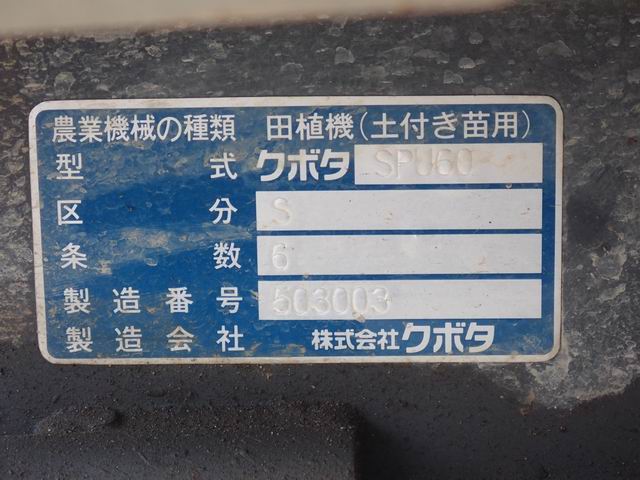 農業機械の種類 田植機(土付き苗用)
型式 クボタ SPU60
区分 S
条数 6
製造番号 503003
製造会社 株式会社クボタ